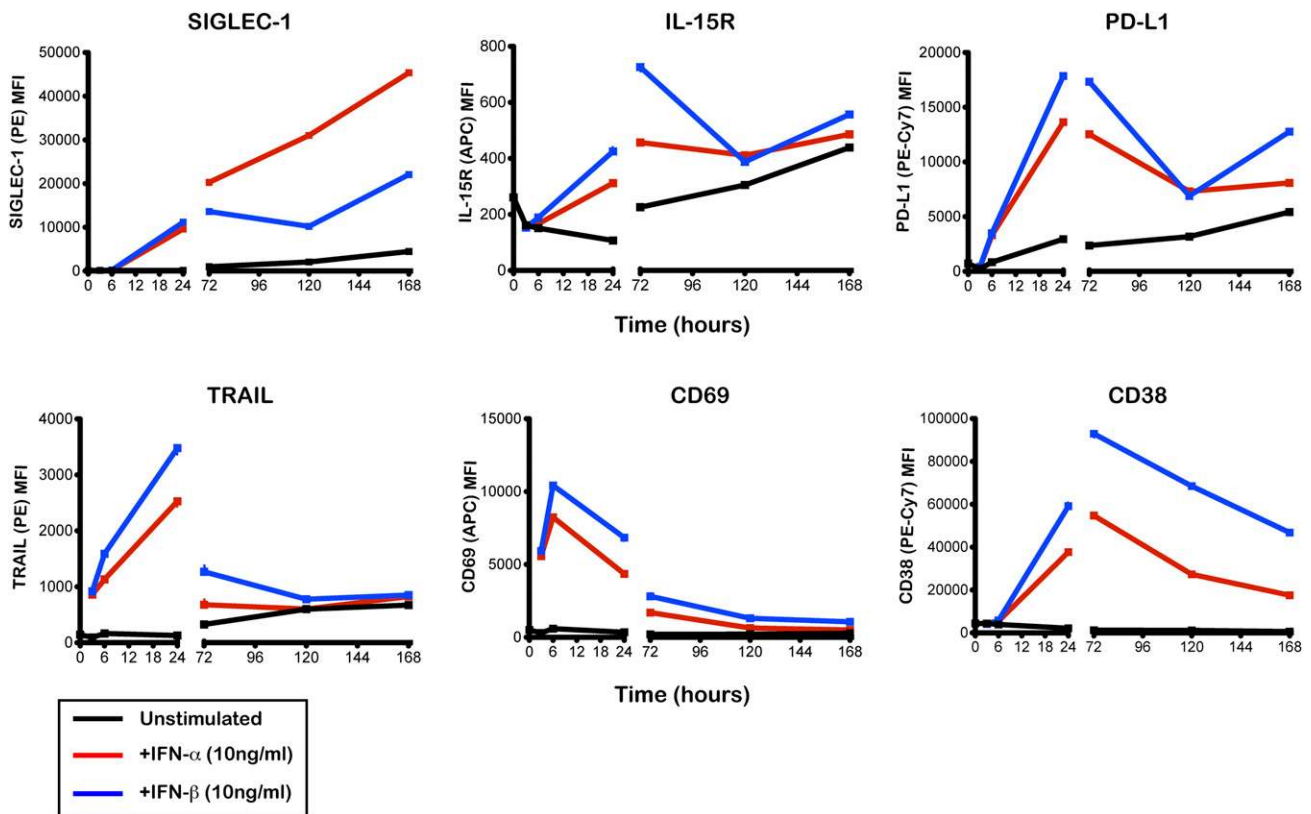 SIGLEC-1
SIGLEC-1 (PE) MFI
50000
40000
30000
20000
10000
0
0 6 12 18 24 72 96 120 144 168
IL-15R
IL-15R (APC) MFI
800
600
400
200
0
0 6 12 18 24 72 96 120 144 168
PD-L1
PD-L1 (PE-Cy7) MFI
20000
15000
10000
5000
0
0 6 12 18 24 72 96 120 144 168
Time (hours)
TRAIL
TRAIL (PE) MFI
4000
3000
2000
1000
0
0 6 12 18 24 72 96 120 144 168
CD69
CD69 (APC) MFI
15000
10000
5000
0
0 6 12 18 24 72 96 120 144 168
CD38
CD38 (PE-Cy7) MFI
100000
80000
60000
40000
20000
0
0 6 12 18 24 72 96 120 144 168
Time (hours)
Unstimulated
+IFN-α (10ng/ml)
+IFN-β (10ng/ml)